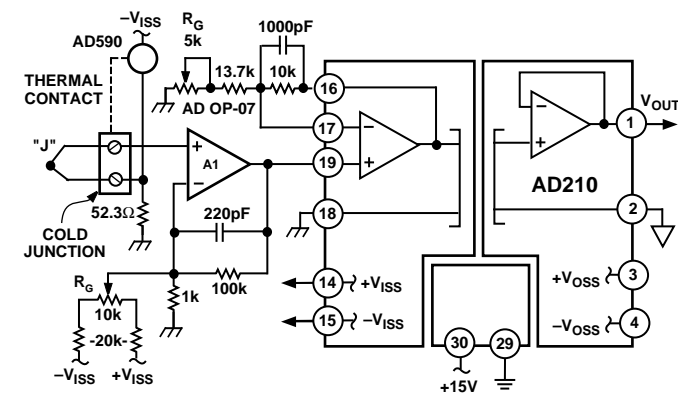 −VISS
AD590
THERMAL
CONTACT
"J"
52.3Ω
COLD
JUNCTION
RG
5k
13.7k
1000pF
10k
AD OP-07
+
A1
−
220pF
100k
1k
RG
10k
-20k-
−VISS
+VISS
16
17
19
18
14
15
−
+
+VISS
−VISS
30
29
+15V
−
+
AD210
1
VOUT
2
3
+VOSS
4
−VOSS